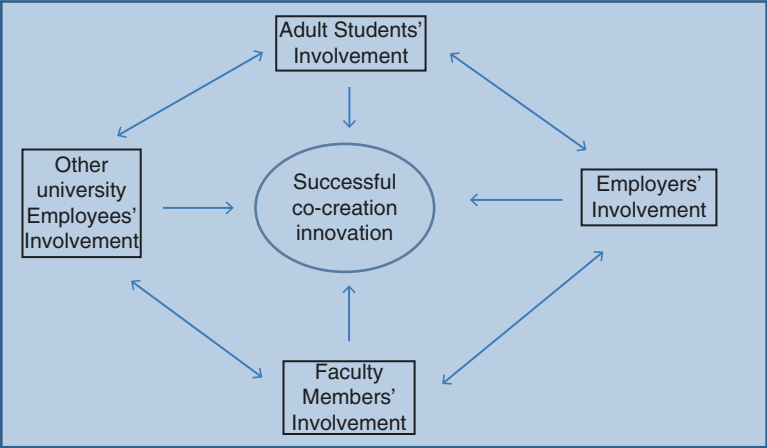 Adult Students’
Involvement
Other
university
Employees’
Involvement
Successful
co-creation
innovation
Employers’
Involvement
Faculty
Members’
Involvement